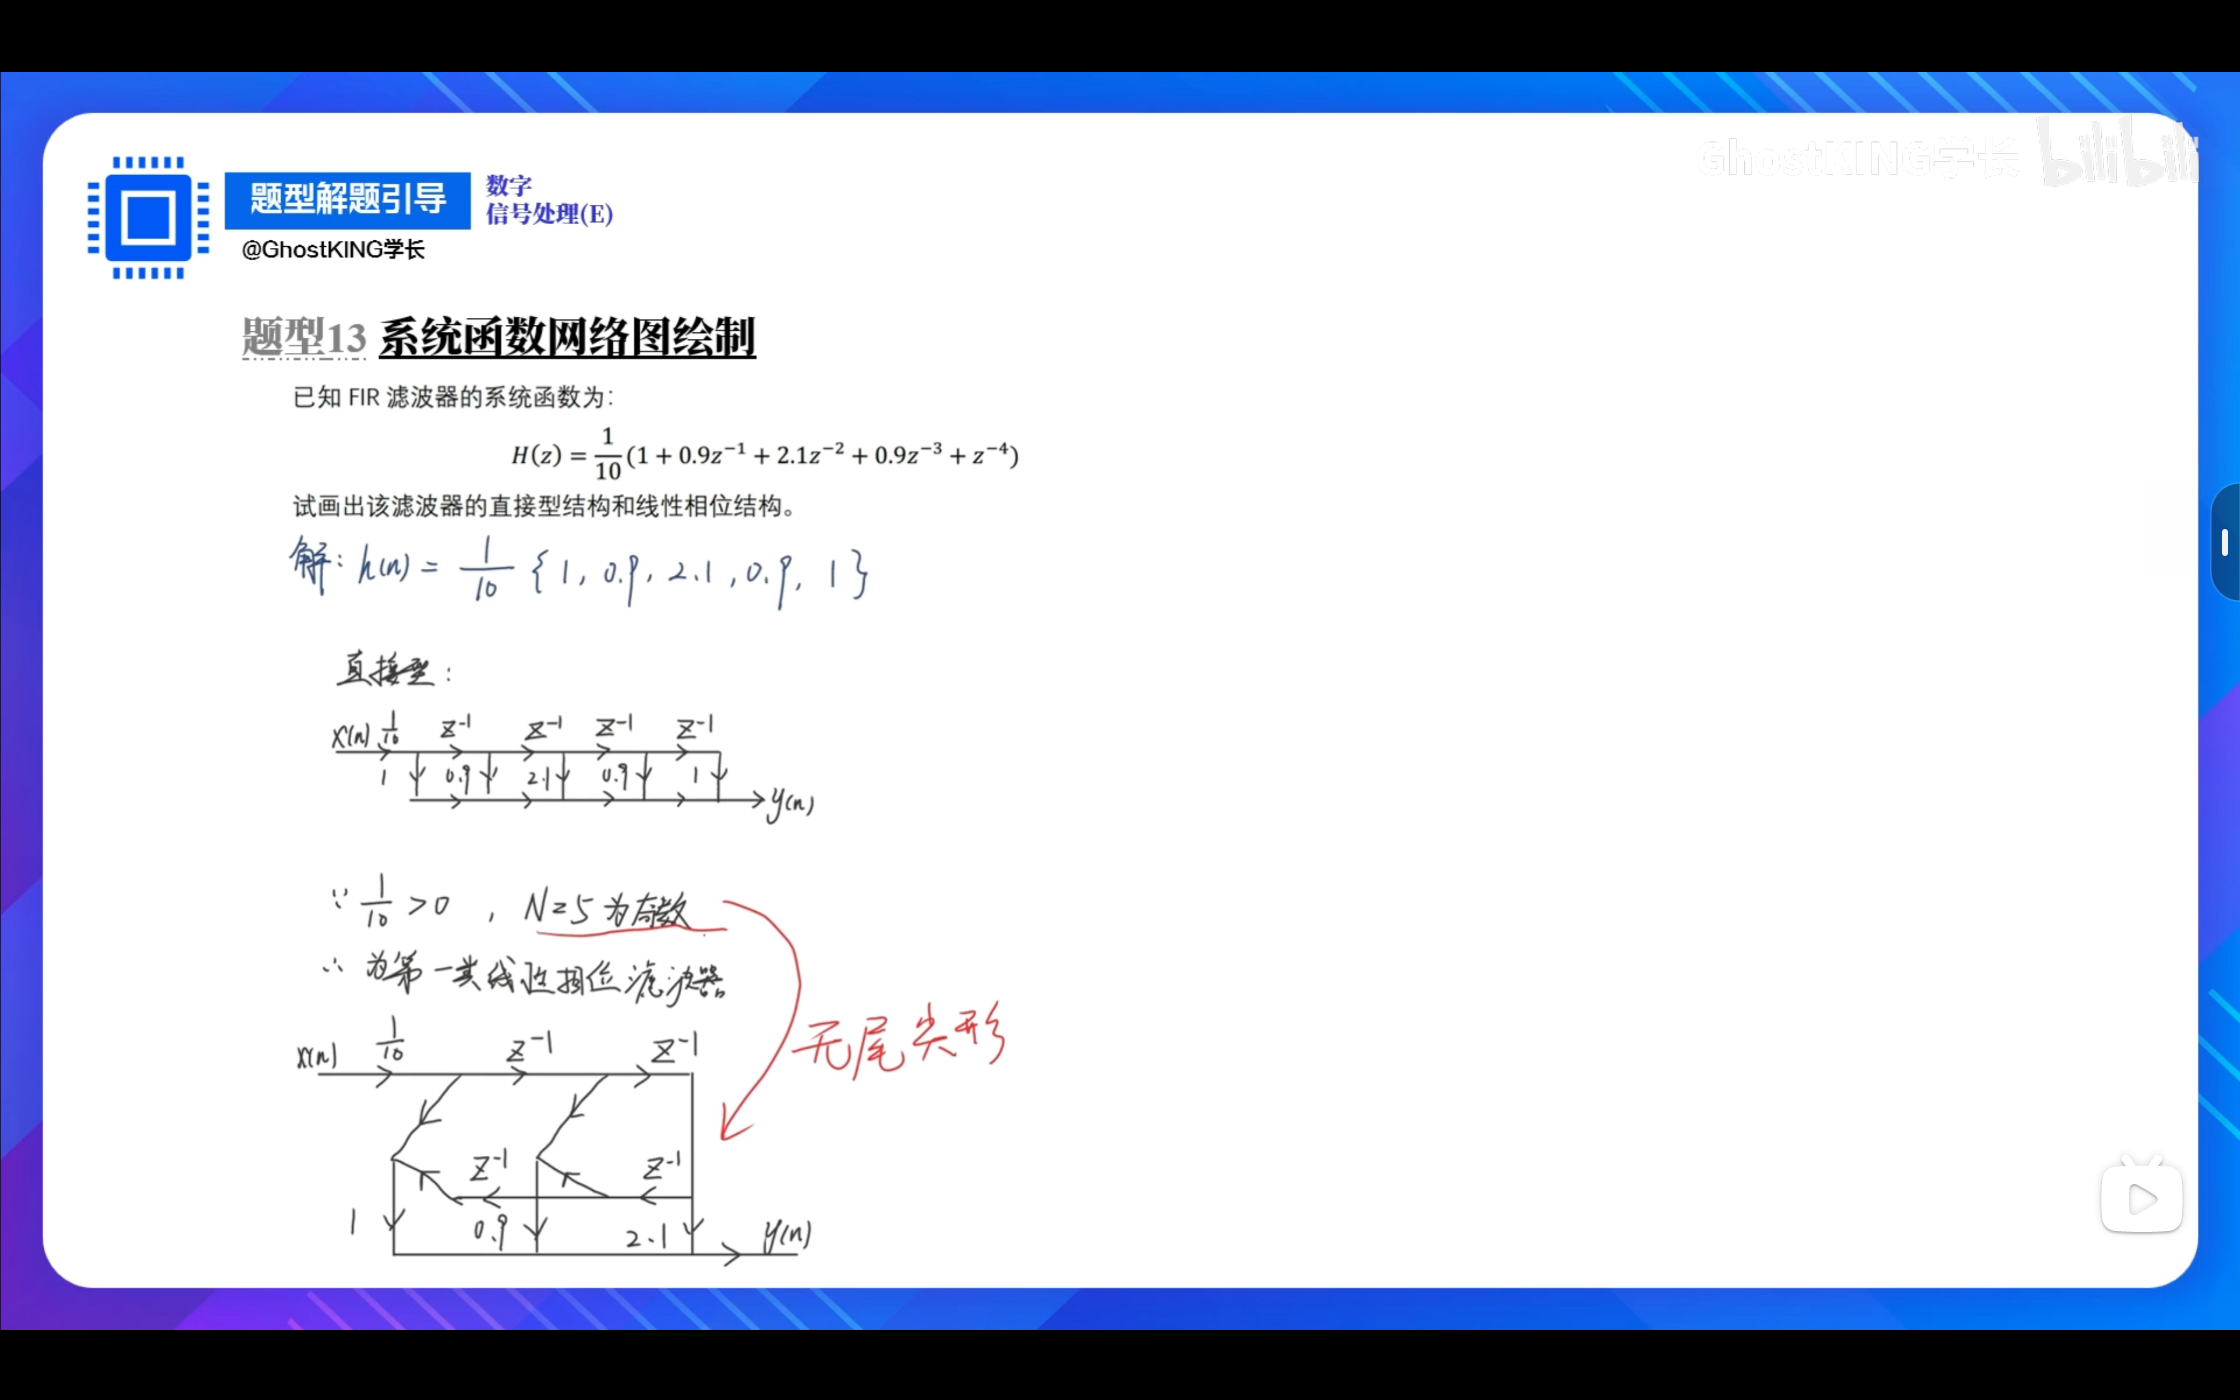 GhostKING学长 bilibili
题型解题引导
数字
信号处理(E)
@GhostKING学长
题型13 系统函数网络图绘制
已知 FIR 滤波器的系统函数为：
H(z) = 1/10 (1 + 0.9z⁻¹ + 2.1z⁻² + 0.9z⁻³ + z⁻⁴)
试画出该滤波器的直接型结构和线性相位结构。
解: h(n) = 1/10 {1, 0.9, 2.1, 0.9, 1}
直接型:
x(n) 1/10 z⁻¹ z⁻¹ z⁻¹ z⁻¹
1 0.9 2.1 0.9 1
y(n)
∵ 1/10 > 0, N=5 为奇数
∴ 为第一类线性相位滤波器
无尾尖形
x(n) 1/10 z⁻¹ z⁻¹
z⁻¹ z⁻¹
1 0.9 2.1 y(n)